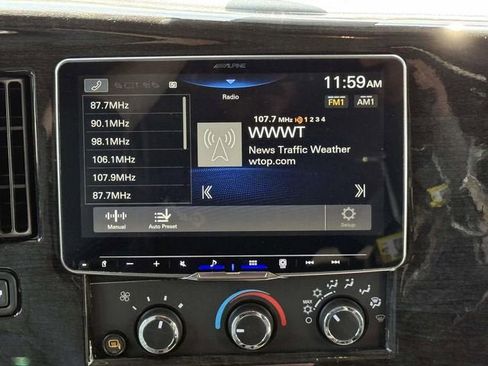 ALPINE
11:59AM
Radio
FM1 AM1
87.7MHz
90.1MHz
98.1MHz
106.1MHz
107.9MHz
87.7MHz
107.7 MHz 1 2 3 4
WWWT
News Traffic Weather
wtop.com
Manual
Auto Preset
Setup
MAX